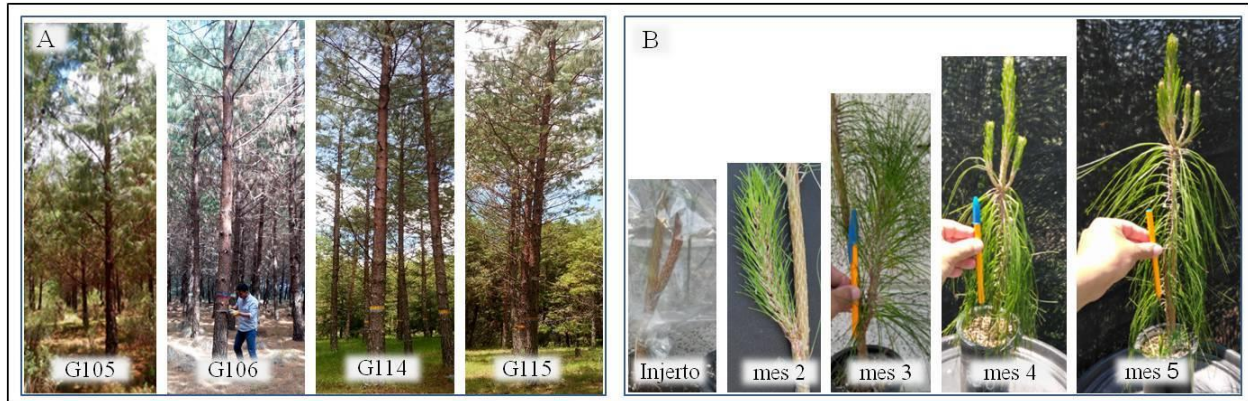 A
G105
G106
G114
G115
B
Injerto
mes 2
mes 3
mes 4
mes 5